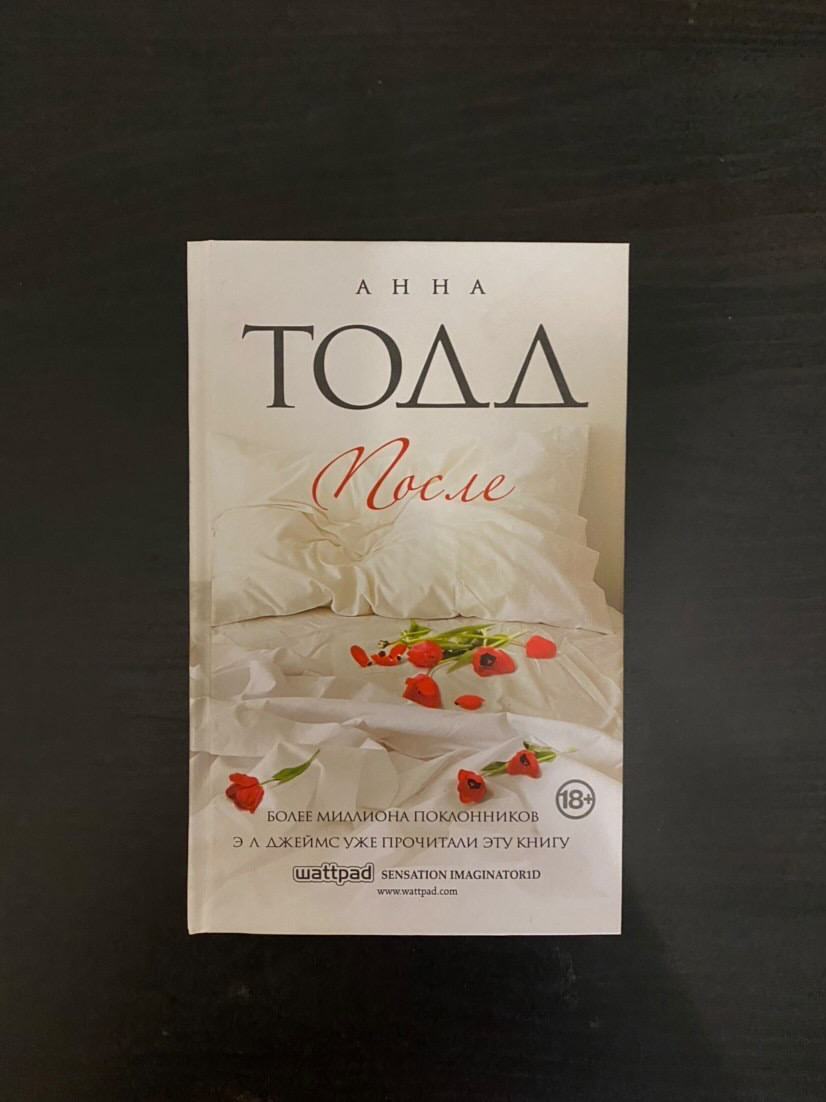 АННА
ТОДД
После
18+
БОЛЕЕ МИЛЛИОНА ПОКЛОННИКОВ
Э Л ДЖЕЙМС УЖЕ ПРОЧИТАЛИ ЭТУ КНИГУ
wattpad SENSATION IMAGINATOR1D
www.wattpad.com